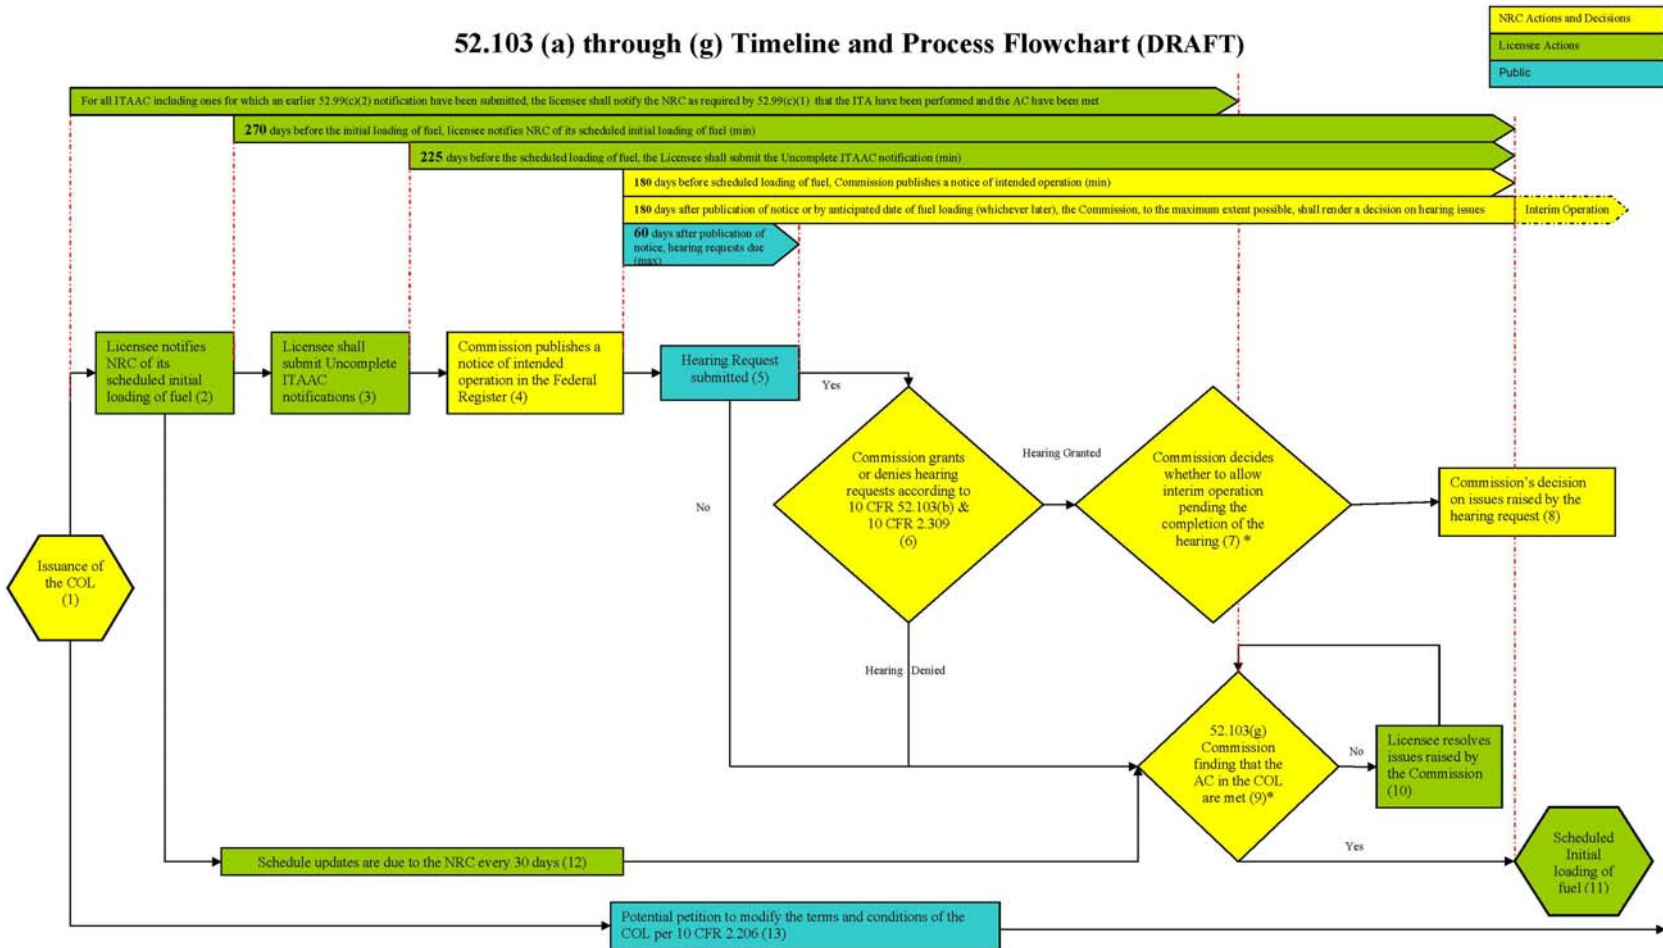 52.103 (a) through (g) Timeline and Process Flowchart (DRAFT)
NRC Actions and Decisions
Licensee Actions
Public
For all ITAAC including ones for which an earlier 52.99(c)(2) notification have been submitted, the licensee shall notify the NRC as required by 52.99(c)(1) that the ITA have been performed and the AC have been met
270 days before the initial loading of fuel, licensee notifies NRC of its scheduled initial loading of fuel (min)
225 days before the scheduled loading of fuel, the Licensee shall submit the Uncomplete ITAAC notification (min)
180 days before scheduled loading of fuel, Commission publishes a notice of intended operation (min)
180 days after publication of notice or by anticipated date of fuel loading (whichever later), the Commission, to the maximum extent possible, shall render a decision on hearing issues
Interim Operation
60 days after publication of
notice, hearing requests due
(max)
Licensee notifies
NRC of its
scheduled initial
loading of fuel (2)
Licensee shall
submit Uncomplete
ITAAC
notifications (3)
Commission publishes a
notice of intended
operation in the Federal
Register (4)
Hearing Request
submitted (5)
Yes
No
Commission grants
or denies hearing
requests according to
10 CFR 52.103(b) &
10 CFR 2.309
(6)
Hearing Granted
Commission decides
whether to allow
interim operation
pending the
completion of the
hearing (7) *
Commission's decision
on issues raised by the
hearing request (8)
Issuance of
the COL
(1)
Hearing Denied
52.103(g)
Commission
finding that the
AC in the COL
are met (9)*
No
Licensee resolves
issues raised by
the Commission
(10)
Yes
Scheduled
Initial
loading of
fuel (11)
Schedule updates are due to the NRC every 30 days (12)
Potential petition to modify the terms and conditions of the
COL per 10 CFR 2.206 (13)